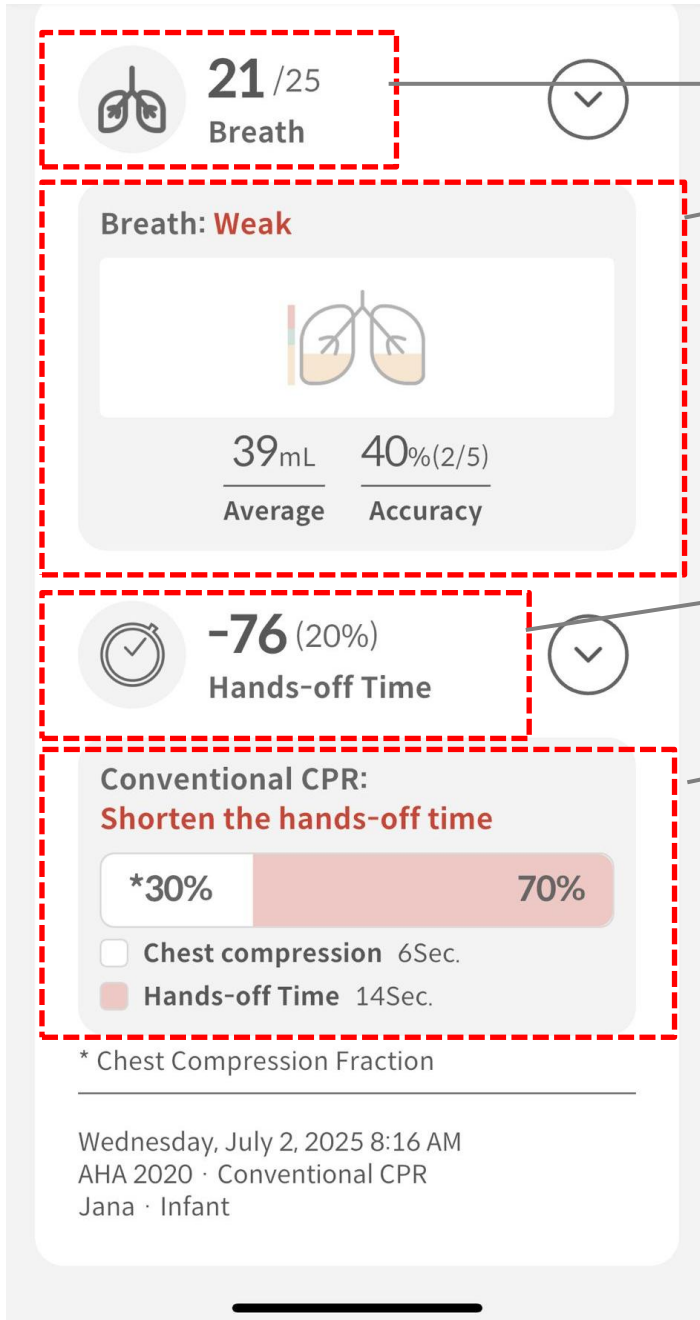 21 /25
Breath
Breath: Weak
39mL 40%(2/5)
Average Accuracy
-76 (20%)
Hands-off Time
Conventional CPR:
Shorten the hands-off time
*30% 70%
Chest compression 6Sec.
Hands-off Time 14Sec.
* Chest Compression Fraction
Wednesday, July 2, 2025 8:16 AM
AHA 2020 · Conventional CPR
Jana · Infant